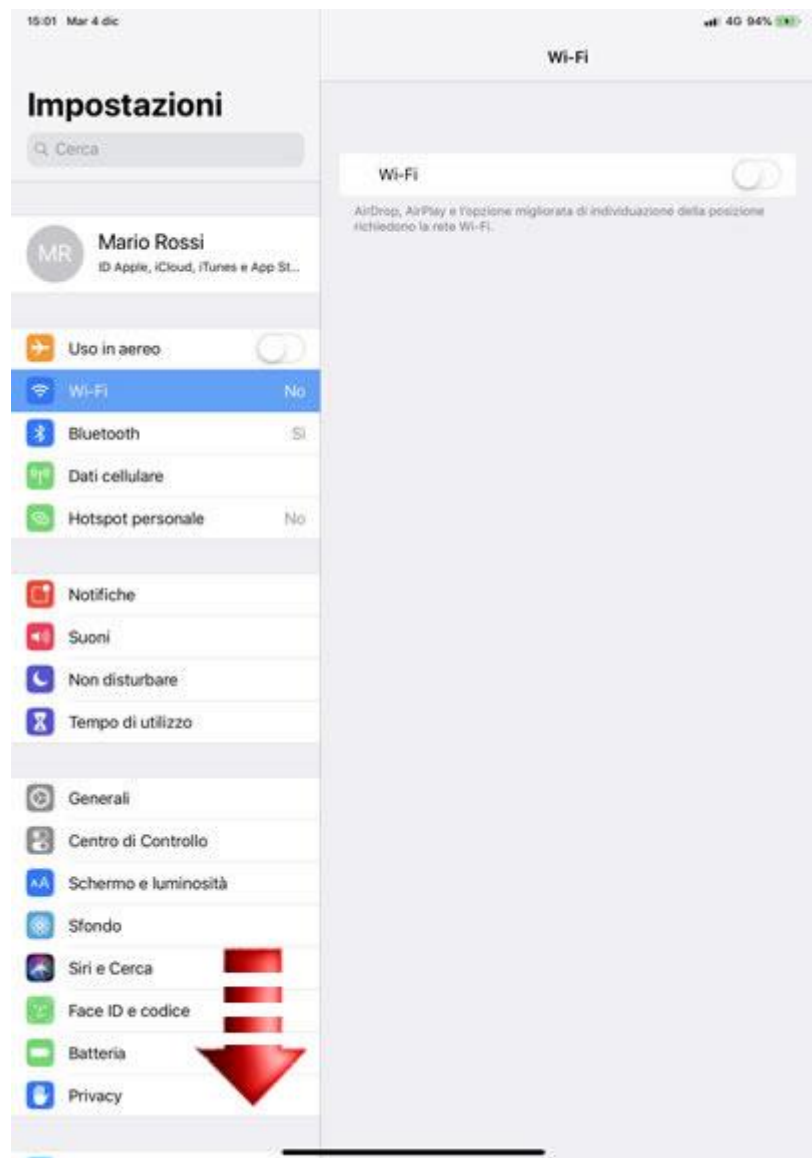 15:01 Mar 4 dic
4G 94%
Wi-Fi
Impostazioni
Cerca
Wi-Fi
AirDrop, AirPlay e l'opzione migliorata di individuazione della posizione
richiedono la rete Wi-Fi.
MR
Mario Rossi
ID Apple, iCloud, iTunes e App St...
Uso in aereo
Wi-Fi No
Bluetooth Sì
Dati cellulare
Hotspot personale No
Notifiche
Suoni
Non disturbare
Tempo di utilizzo
Generali
Centro di Controllo
AA
Schermo e luminosità
Sfondo
Siri e Cerca
Face ID e codice
Batteria
Privacy